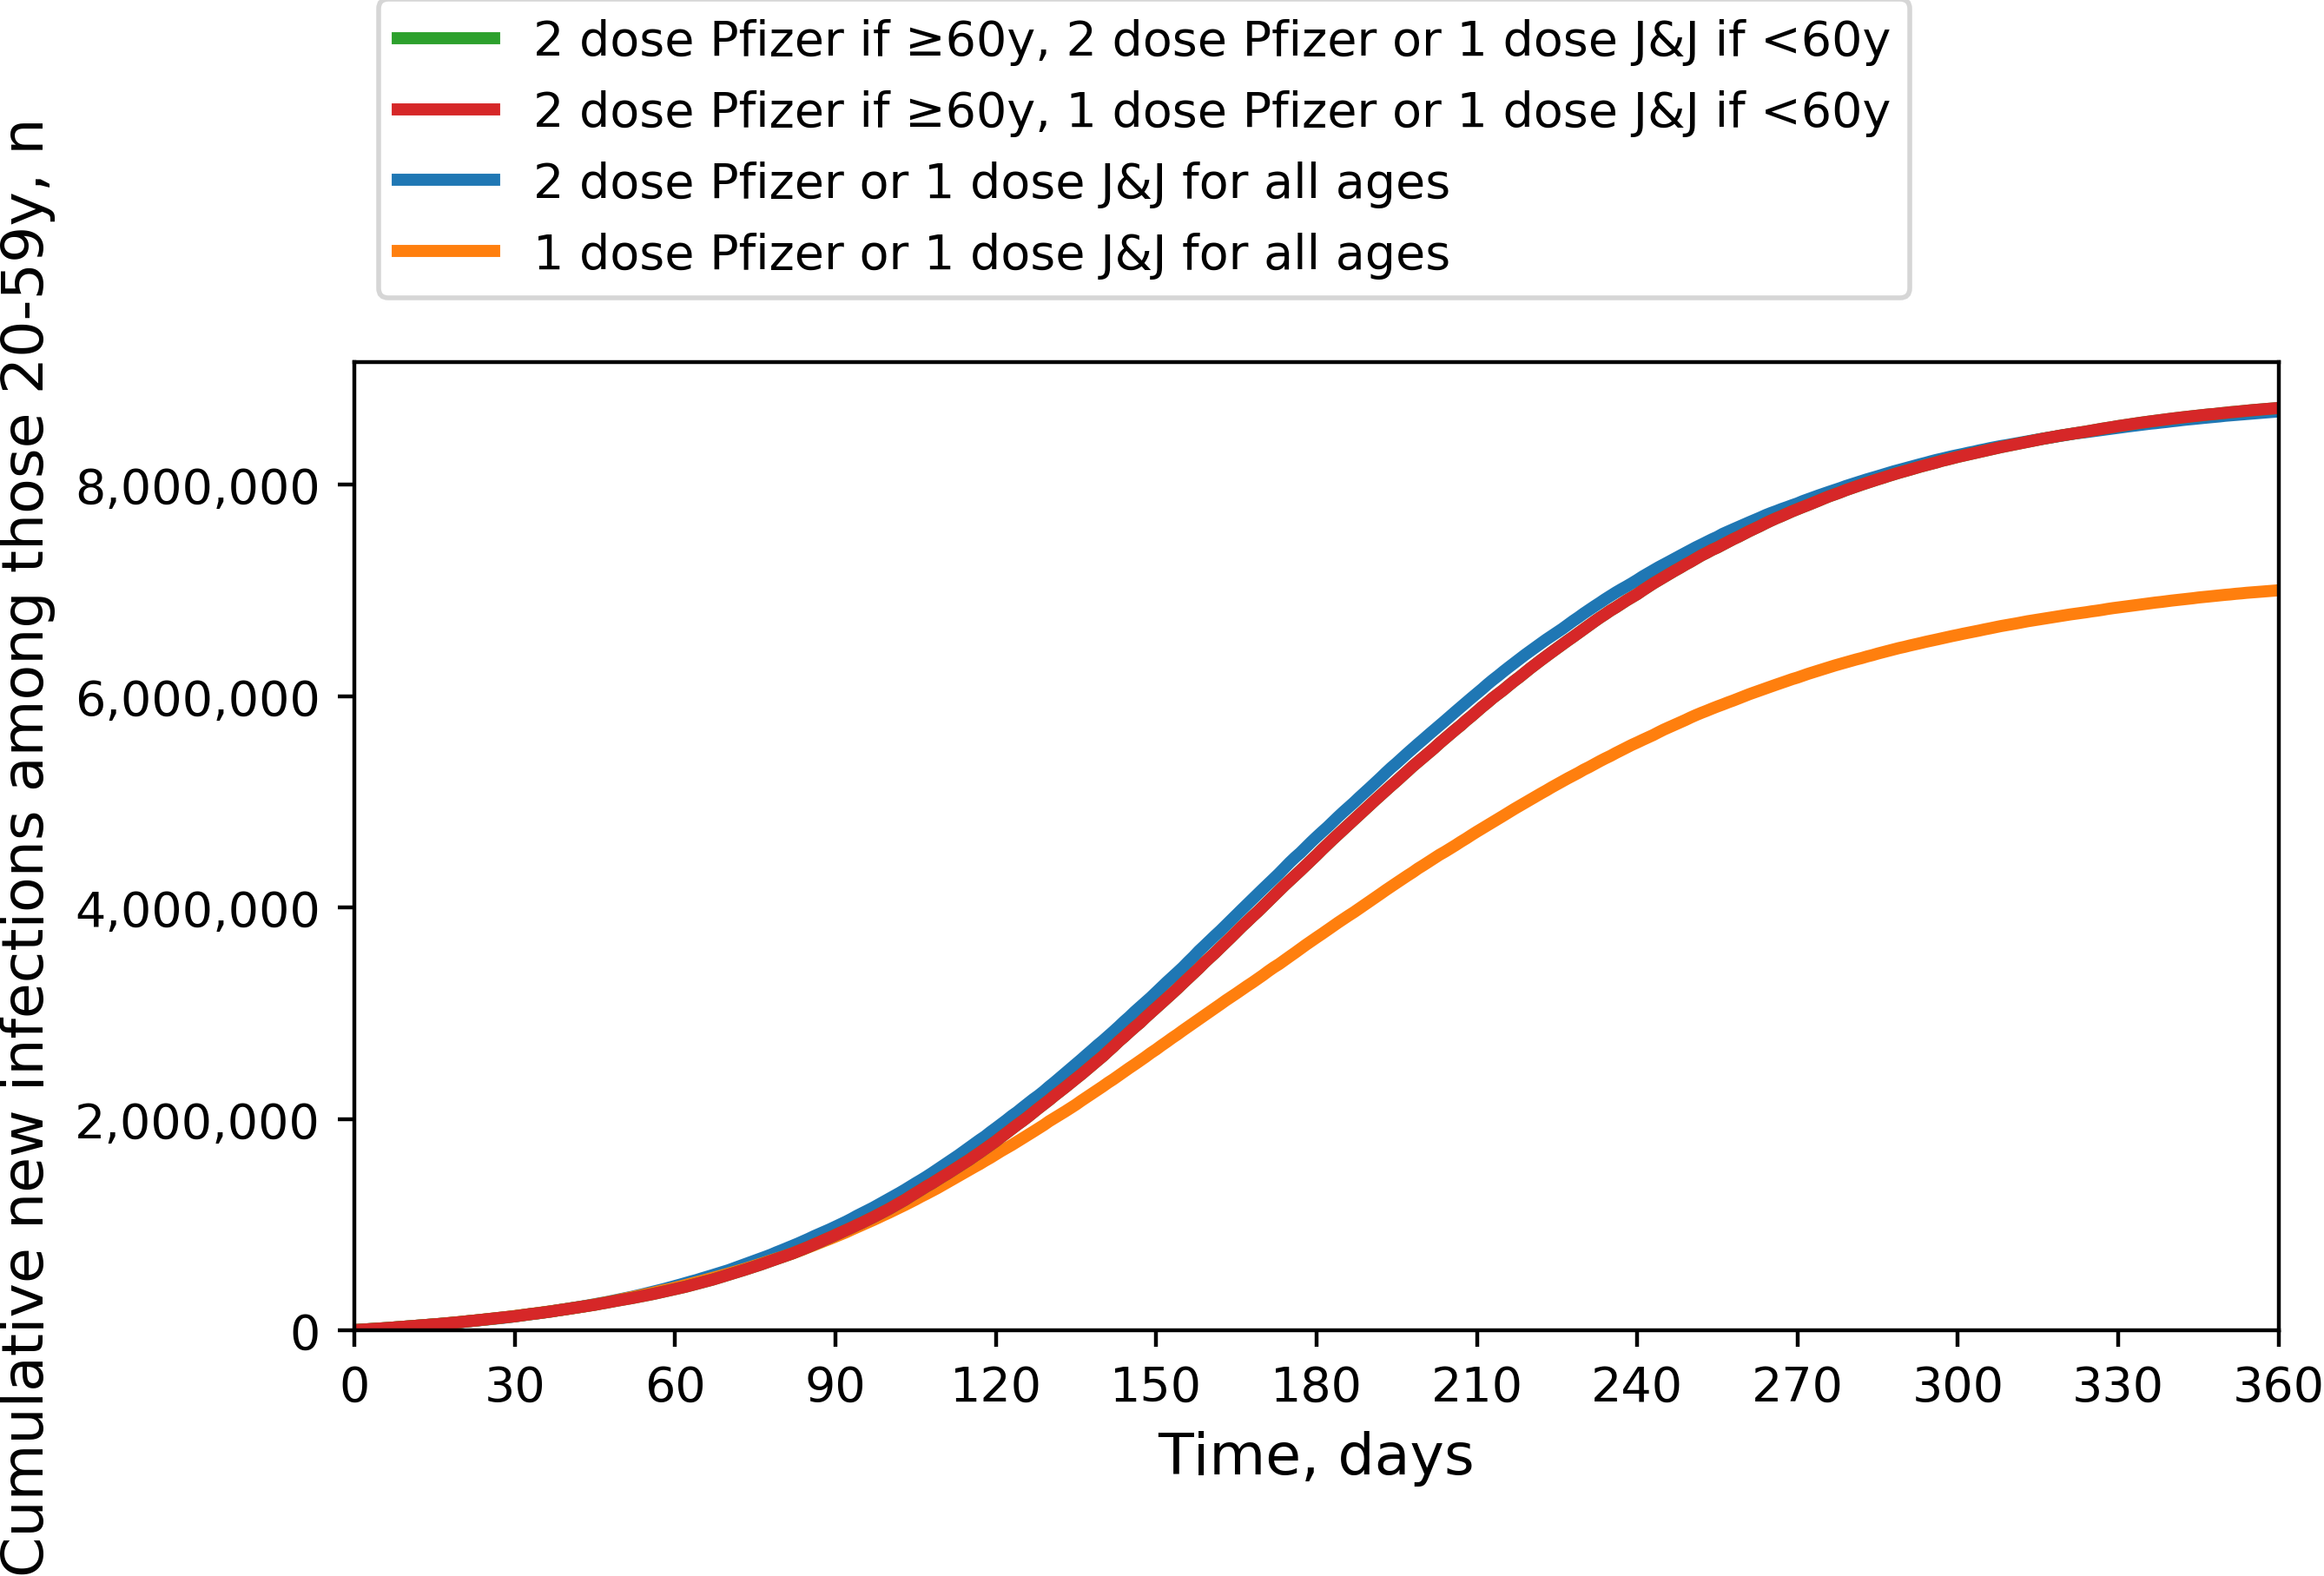 2 dose Pfizer if ≥60y, 2 dose Pfizer or 1 dose J&J if <60y
2 dose Pfizer if ≥60y, 1 dose Pfizer or 1 dose J&J if <60y
2 dose Pfizer or 1 dose J&J for all ages
1 dose Pfizer or 1 dose J&J for all ages
Cumulative new infections among those 20-59y, n
8,000,000
6,000,000
4,000,000
2,000,000
0
0 30 60 90 120 150 180 210 240 270 300 330 360
Time, days